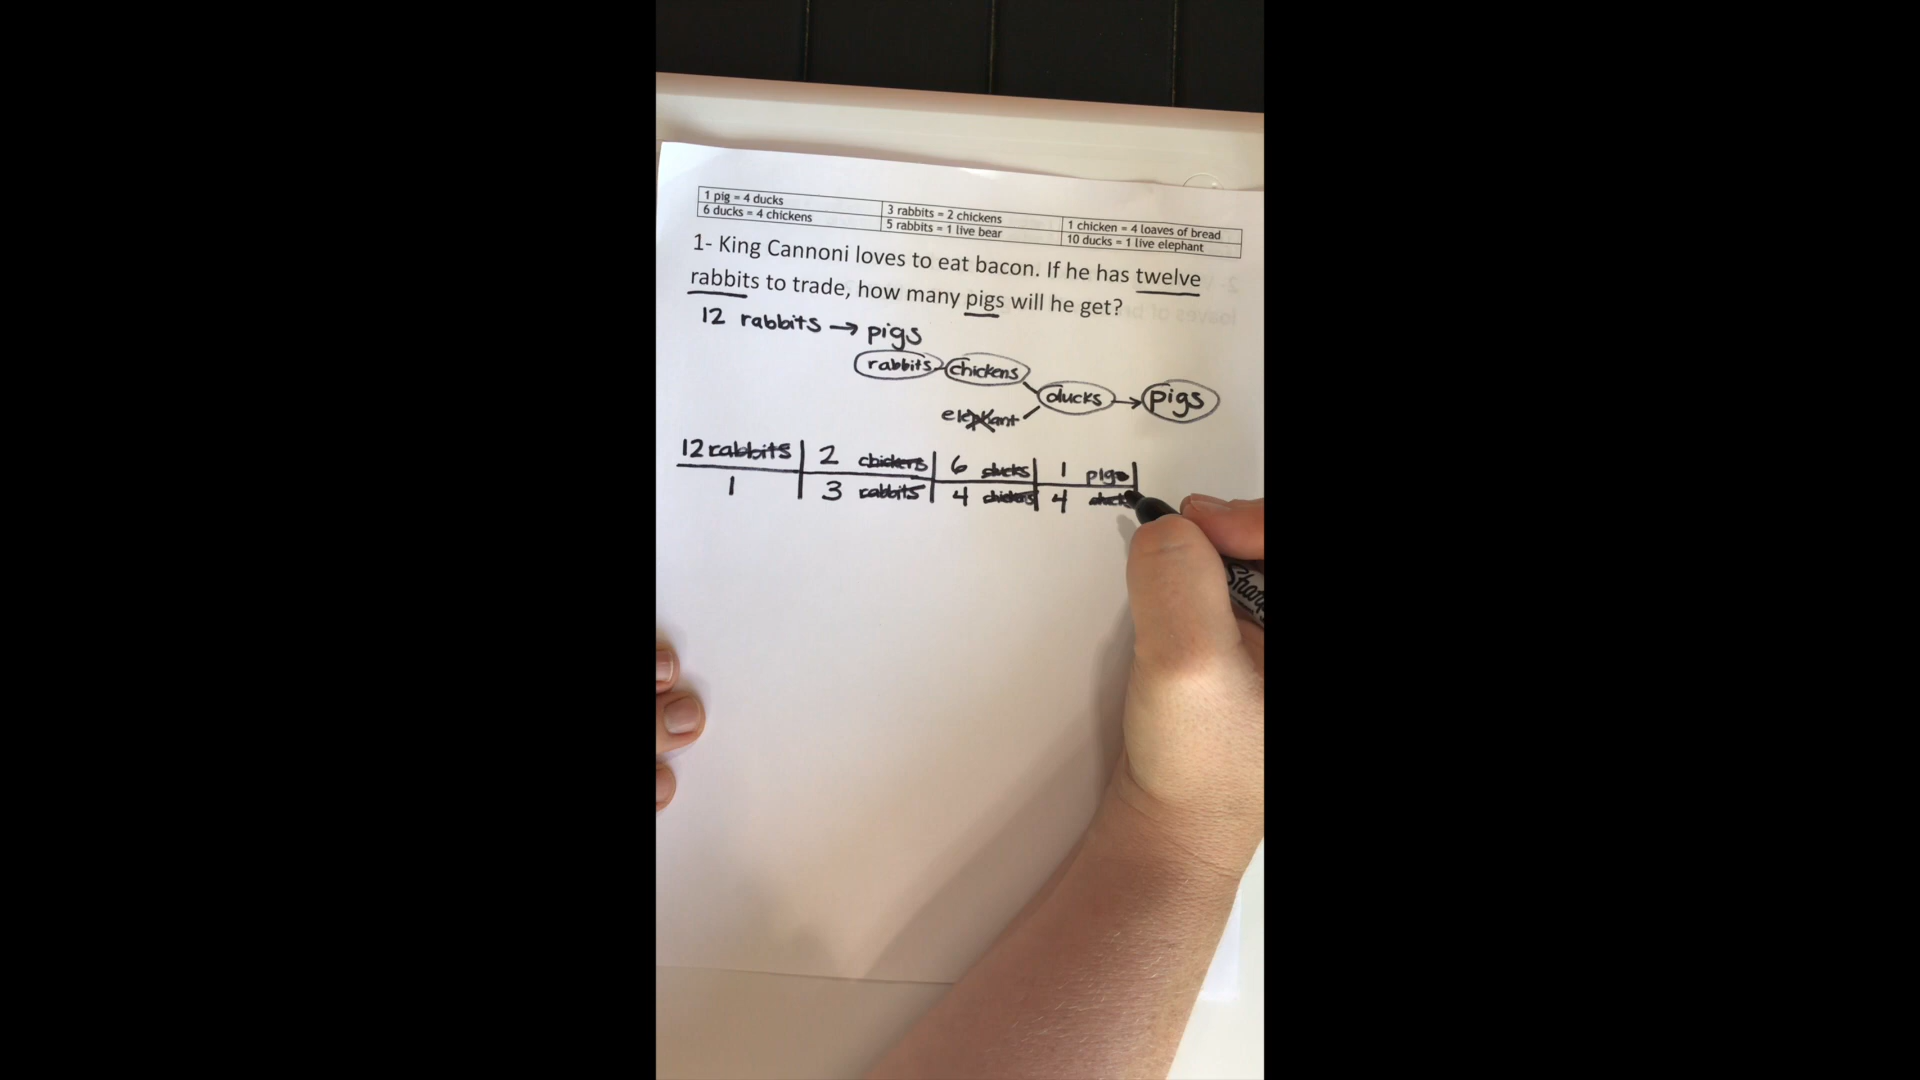 1 pig = 4 ducks
3 rabbits = 2 chickens
1 chicken = 4 loaves of bread
6 ducks = 4 chickens
5 rabbits = 1 live bear
10 ducks = 1 live elephant
1- King Cannoni loves to eat bacon. If he has twelve
rabbits to trade, how many pigs will he get?
12 rabbits → pigs
rabbits chickens
ducks → pigs
elephant
12 rabbits 2 chickens 6 ducks 1 pigs
1 3 rabbits 4 chickens 4 ducks